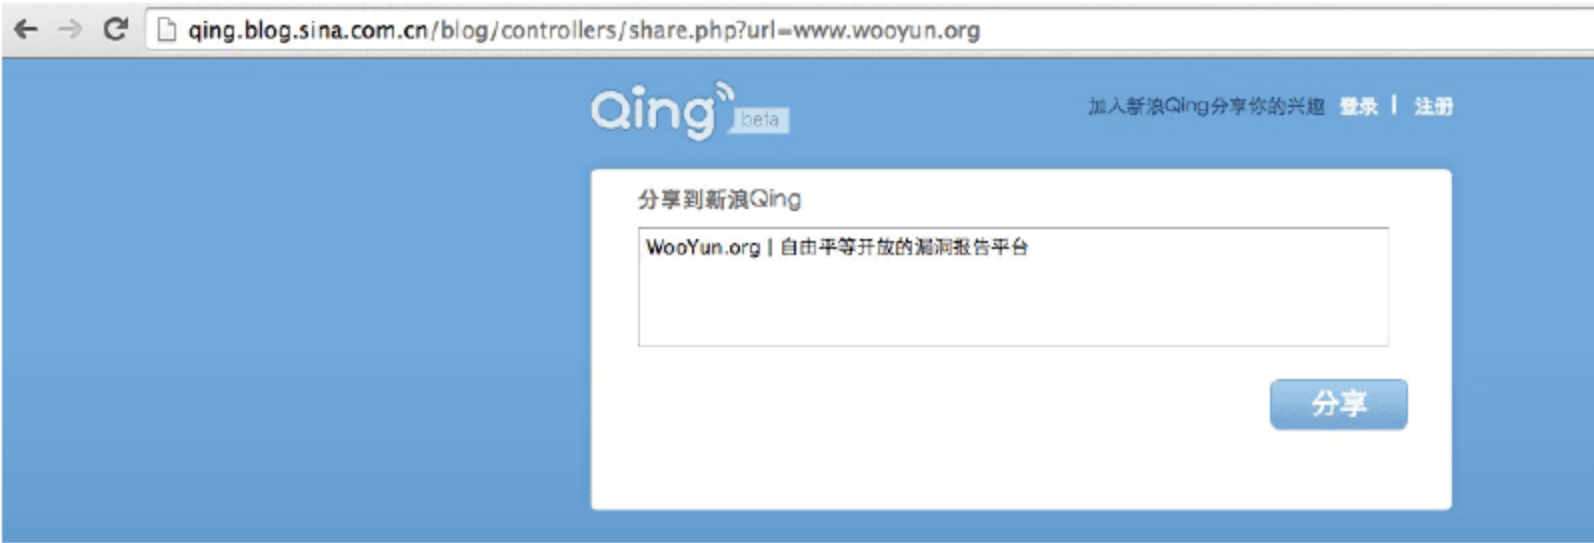 qing.blog.sina.com.cn/blog/controllers/share.php?url=www.wooyun.org
Qing beta
加入新浪Qing分享你的兴趣 登录 | 注册
分享到新浪Qing
WooYun.org | 自由平等开放的漏洞报告平台
分享